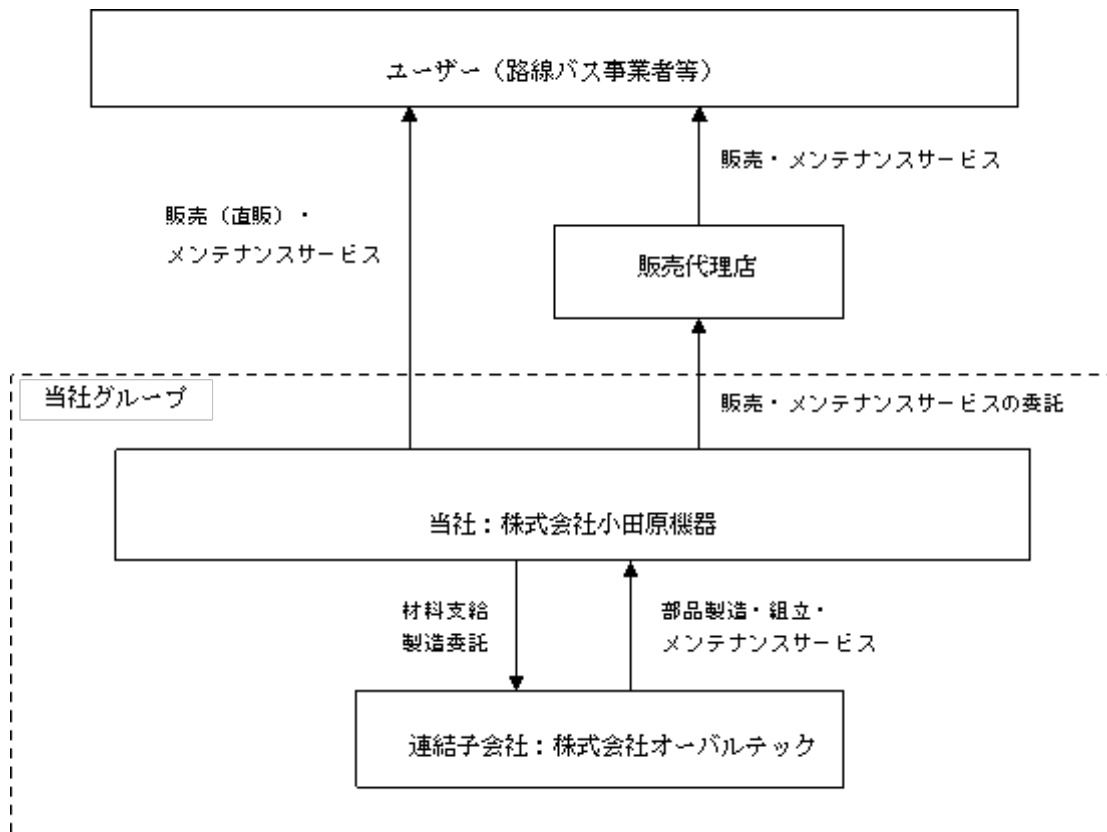 ユーザー（路線バス事業者等）
販売・メンテナンスサービス
販売（直販）・
メンテナンスサービス
販売代理店
当社グループ
販売・メンテナンスサービスの委託
当社：株式会社小田原機器
材料支給
製造委託
部品製造・組立・
メンテナンスサービス
連結子会社：株式会社オーバルテック